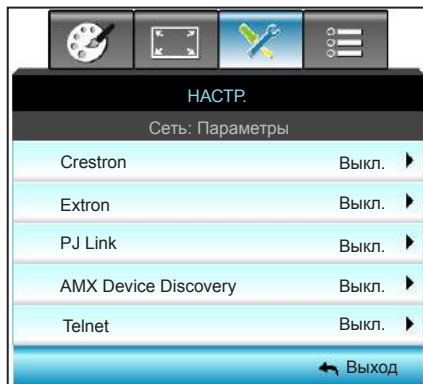 НАСТР.
Сеть: Параметры
Crestron Выкл.
Extron Выкл.
PJ Link Выкл.
AMX Device Discovery Выкл.
Telnet Выкл.
Выход